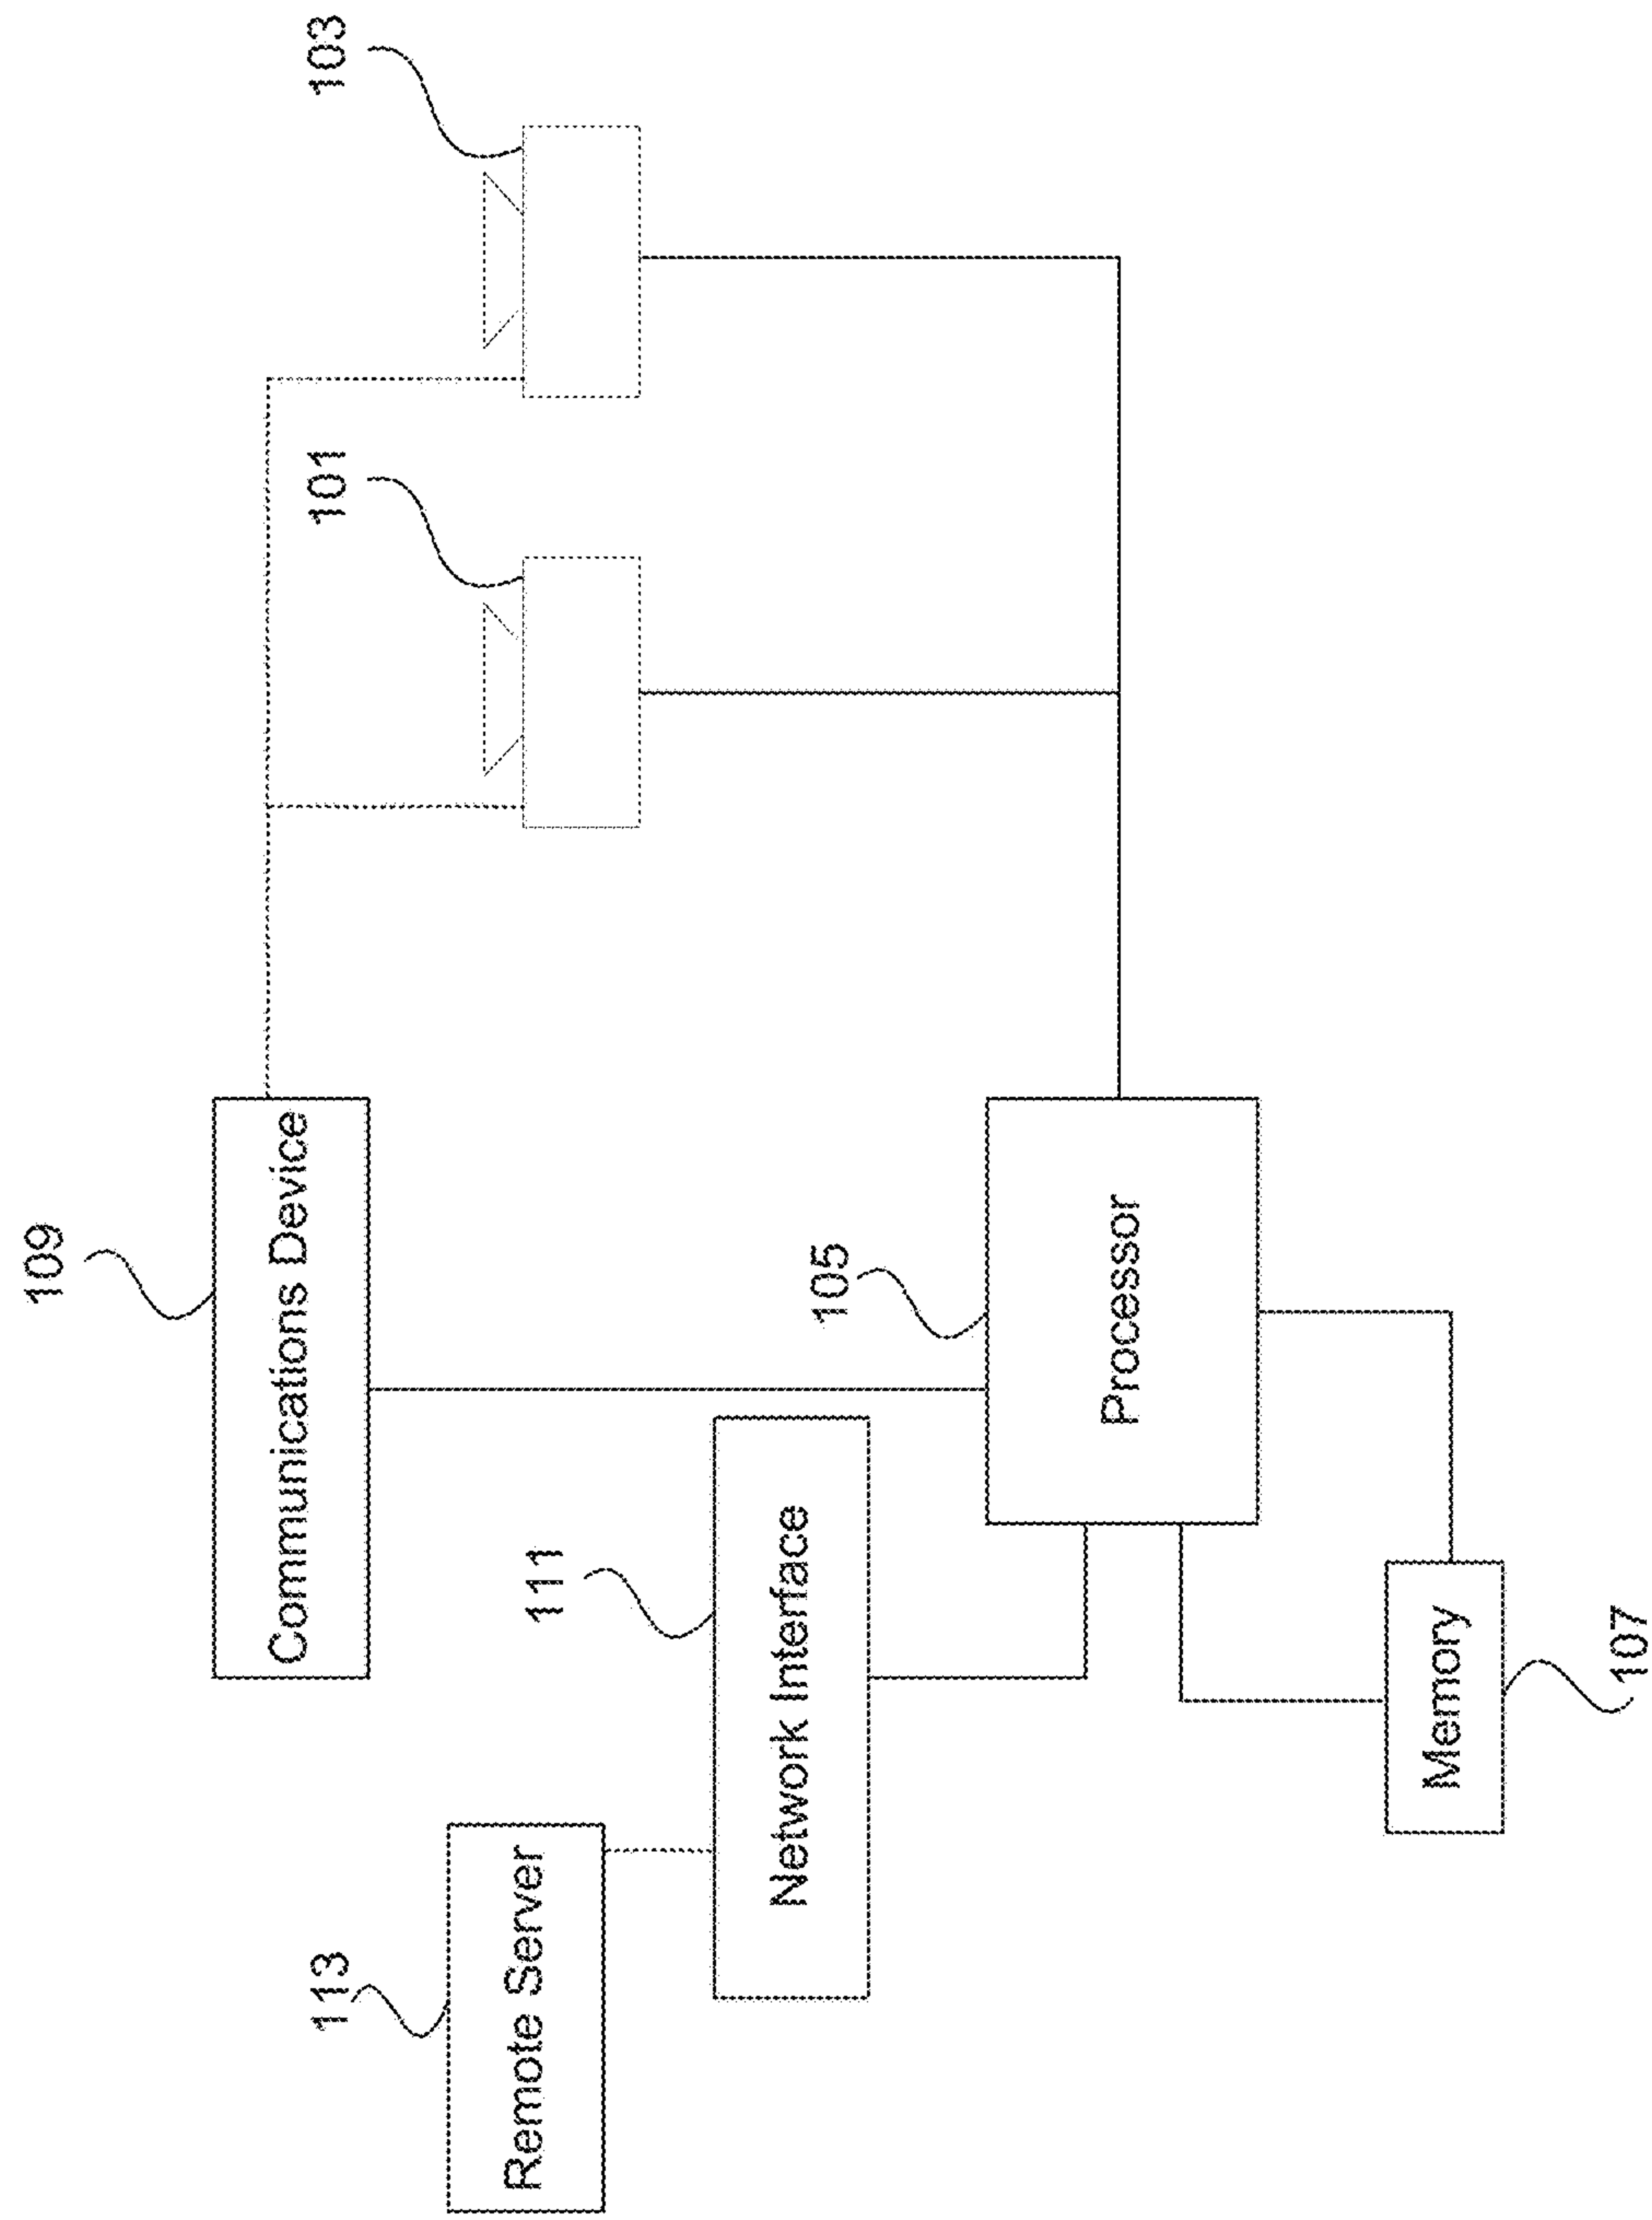 109
Communications Device
103
101
113
Remote Server
111
Network Interface
105
Processor
Memory
107